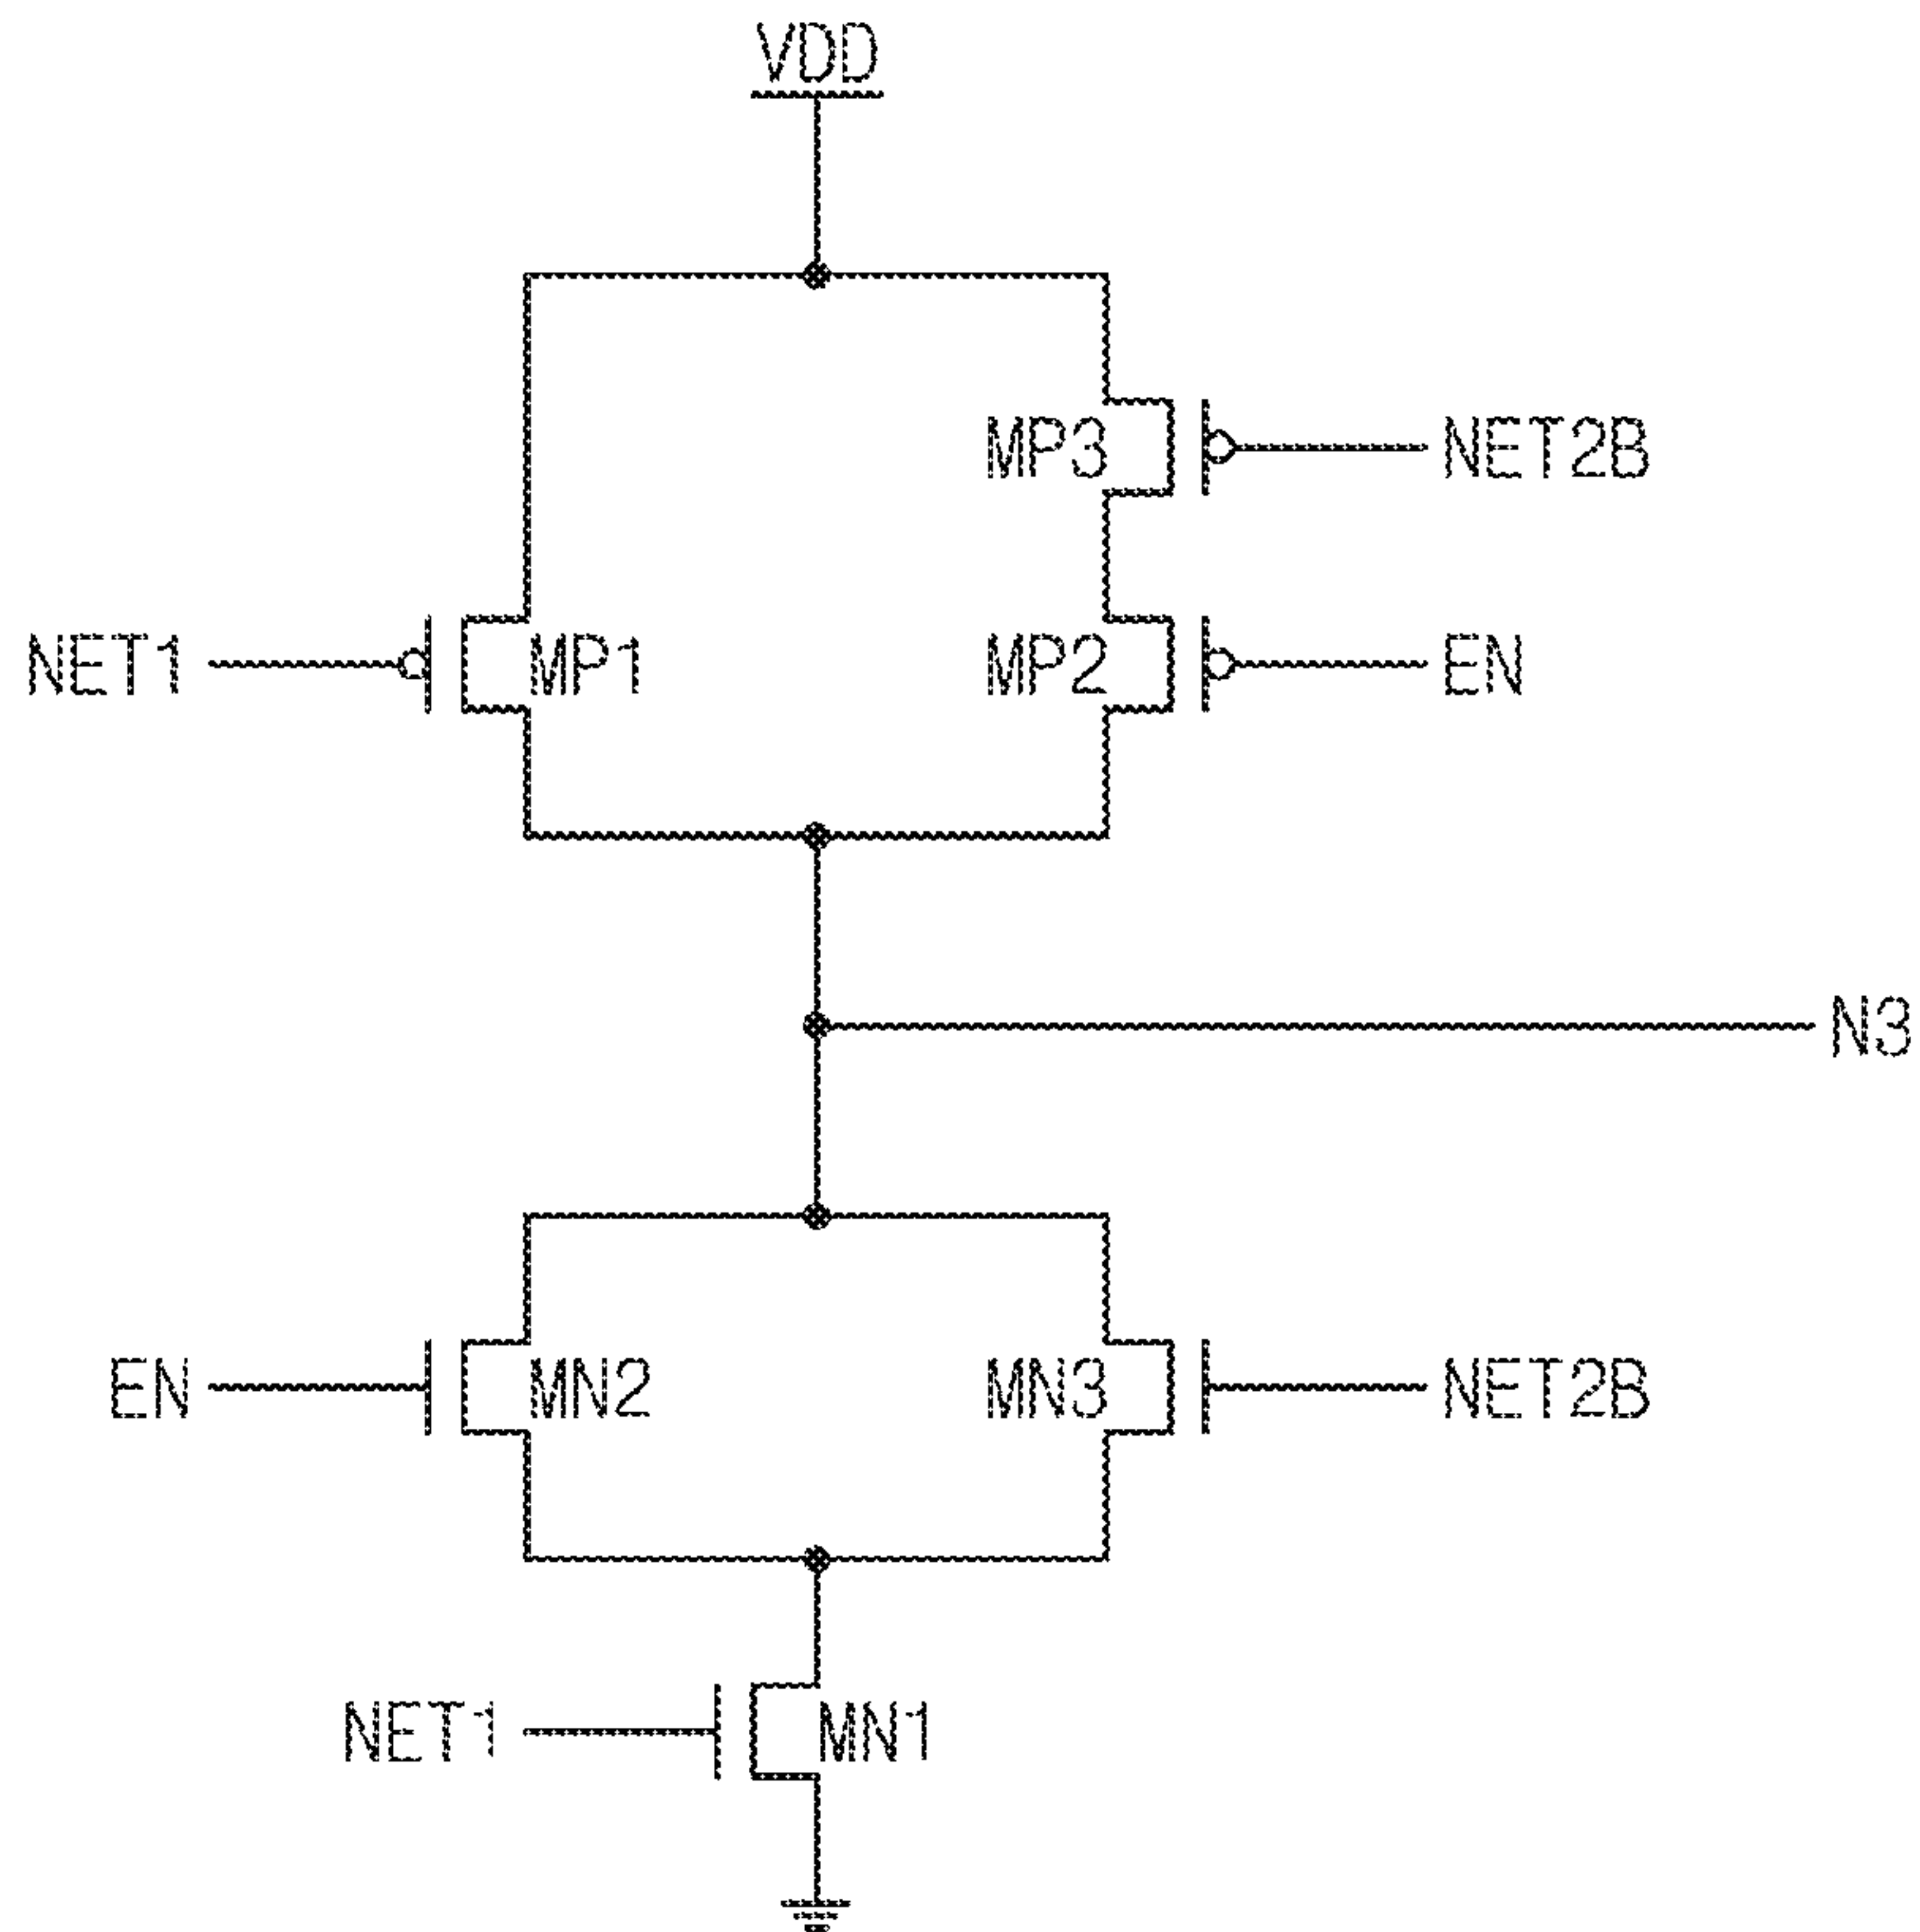 VDD
MP3 NET2B
NET1 MP1 MP2 EN
N3
EN MN2 MN3 NET2B
NET1 MN1